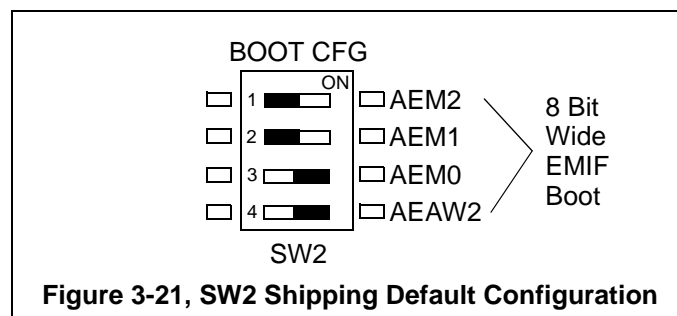 BOOT CFG
ON
1 AEM2
2 AEM1
3 AEM0
4 AEAW2
8 Bit
Wide
EMIF
Boot
SW2
Figure 3-21, SW2 Shipping Default Configuration